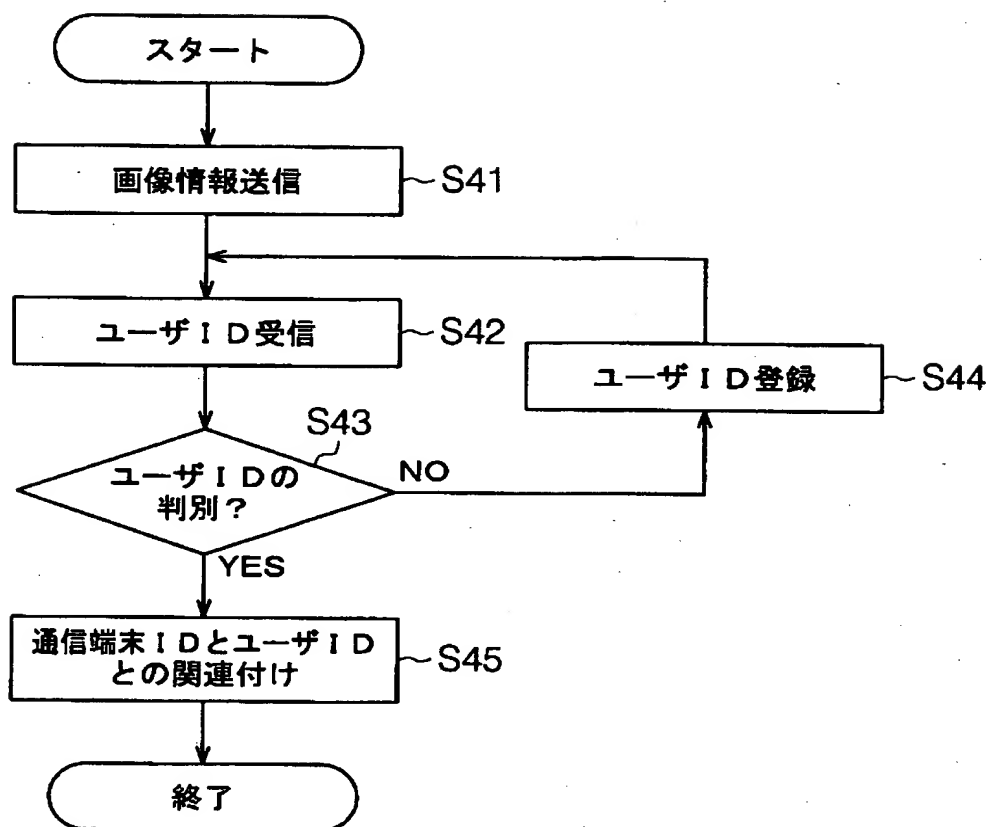 スタート
画像情報送信
S41
ユーザID受信
S42
ユーザID登録
S44
S43
ユーザIDの
判別?
NO
YES
通信端末IDとユーザID
との関連付け
S45
終了